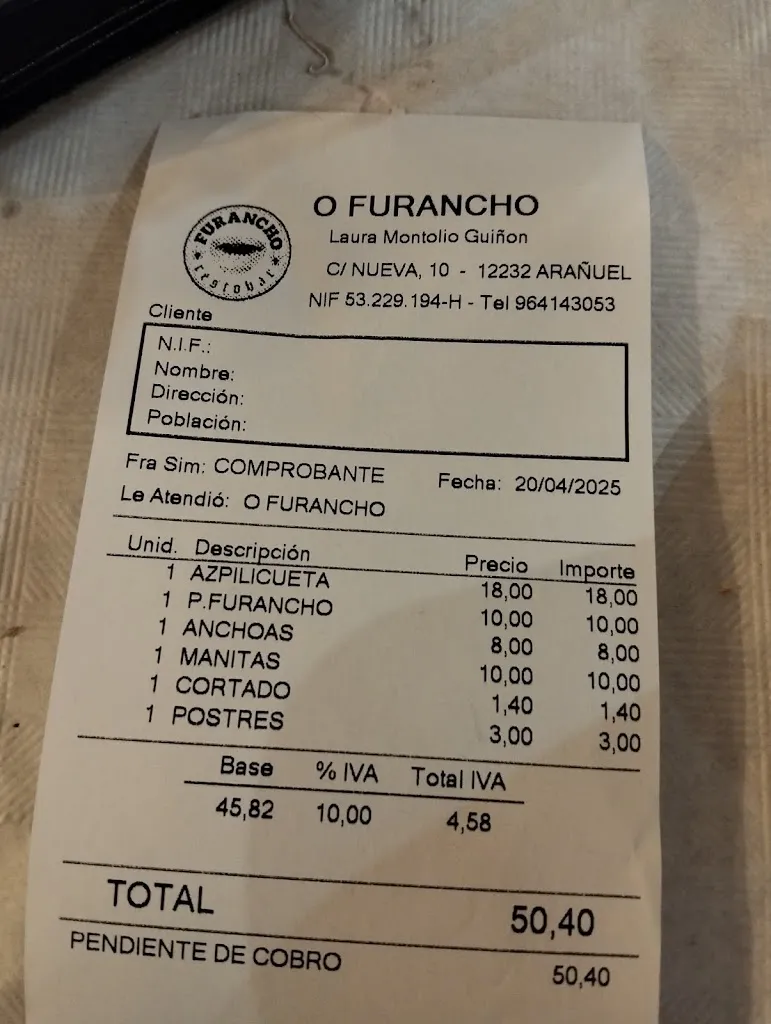 FURANCHO
restobar
O FURANCHO
Laura Montolio Guiñon
C/ NUEVA, 10 - 12232 ARAÑUEL
NIF 53.229.194-H - Tel 964143053
Cliente
N.I.F.:
Nombre:
Dirección:
Población:
Fra Sim: COMPROBANTE Fecha: 20/04/2025
Le Atendió: O FURANCHO
Unid. Descripción Precio Importe
1 AZPILICUETA 18,00 18,00
1 P.FURANCHO 10,00 10,00
1 ANCHOAS 8,00 8,00
1 MANITAS 10,00 10,00
1 CORTADO 1,40 1,40
1 POSTRES 3,00 3,00
Base % IVA Total IVA
45,82 10,00 4,58
TOTAL 50,40
PENDIENTE DE COBRO 50,40